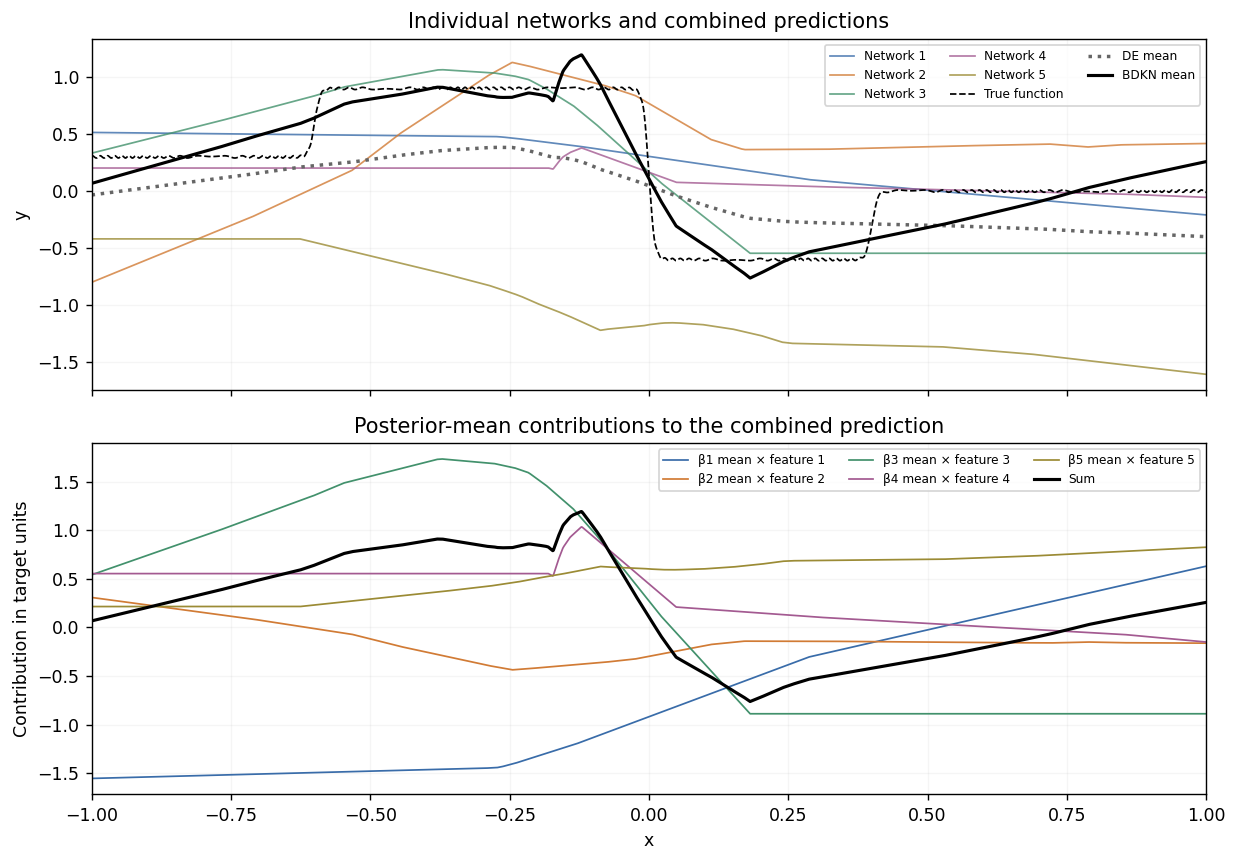 Individual networks and combined predictions
1.0
0.5
0.0
−0.5
−1.0
−1.5
y
Network 1
Network 2
Network 3
Network 4
Network 5
True function
DE mean
BDKN mean
Posterior-mean contributions to the combined prediction
1.5
1.0
0.5
0.0
−0.5
−1.0
−1.5
Contribution in target units
β1 mean × feature 1
β2 mean × feature 2
β3 mean × feature 3
β4 mean × feature 4
β5 mean × feature 5
Sum
−1.00 −0.75 −0.50 −0.25 0.00 0.25 0.50 0.75 1.00
x